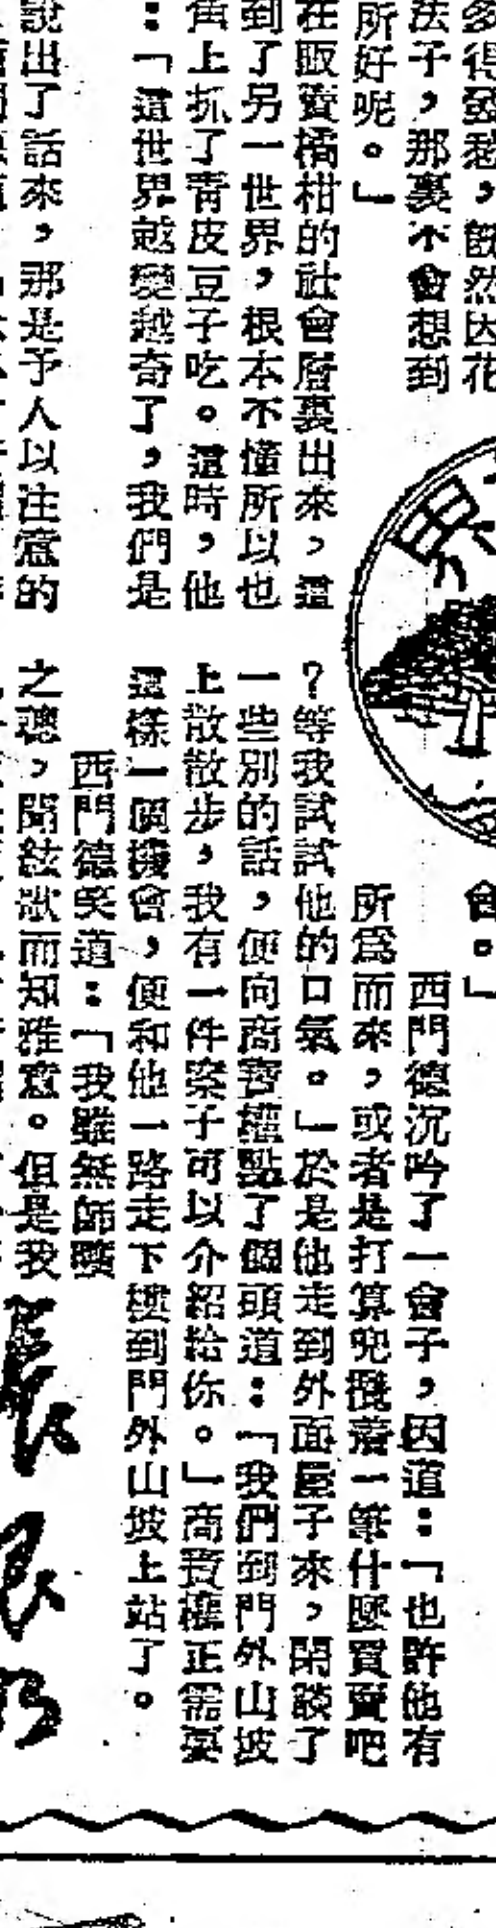 法子，那裏不會想到
所好呢。」
在販賣橘柑的社會層裏出來，這
到了另一世界，根本不懂所以也
角上抓了青皮豆子吃。這時，他
：「這世界越變越奇了，我們是
說出了話來，那是予人以注意的
界
會。」
西門德沉吟了一會子，因道：「也許他有
所爲而來，或者是打算兜攬着一筆什麼買賣吧
？等我試試他的口氣。」於是他走到外面屋子來，閑談了
一些別的話，便向商寶權點了個頭道：「我們到門外山坡
上散散步，我有一件案子可以介紹給你。」商寶權正需要
這樣一個機會，便和他一路走下樓到門外山坡上站了。
西門德笑道：「我雖無師曠
之聰，聞絃歌而知雅意。但是我
張恨